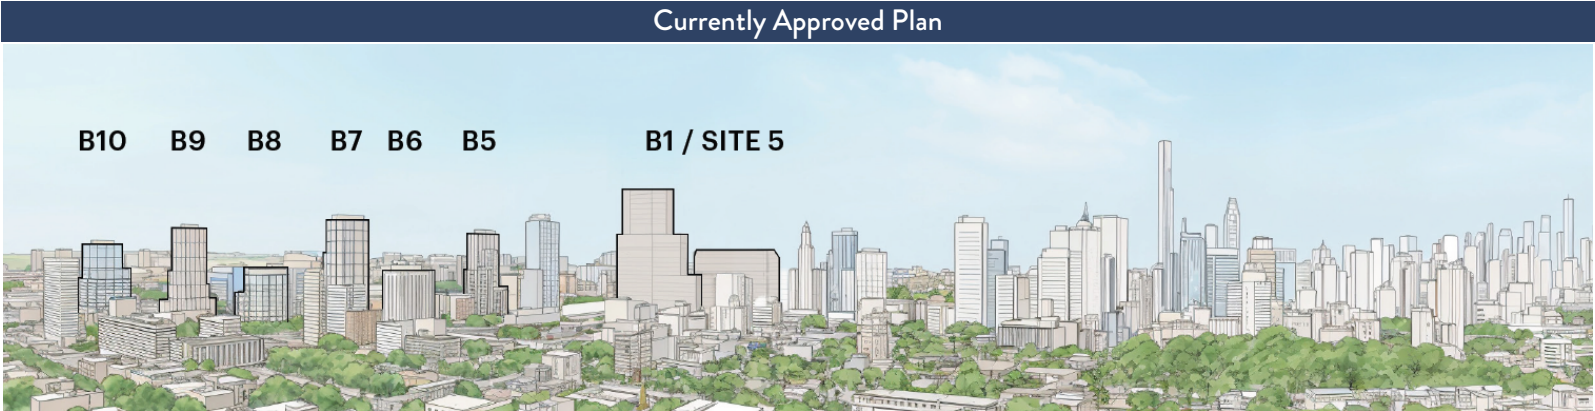 Currently Approved Plan
B10 B9 B8 B7 B6 B5 B1 / SITE 5